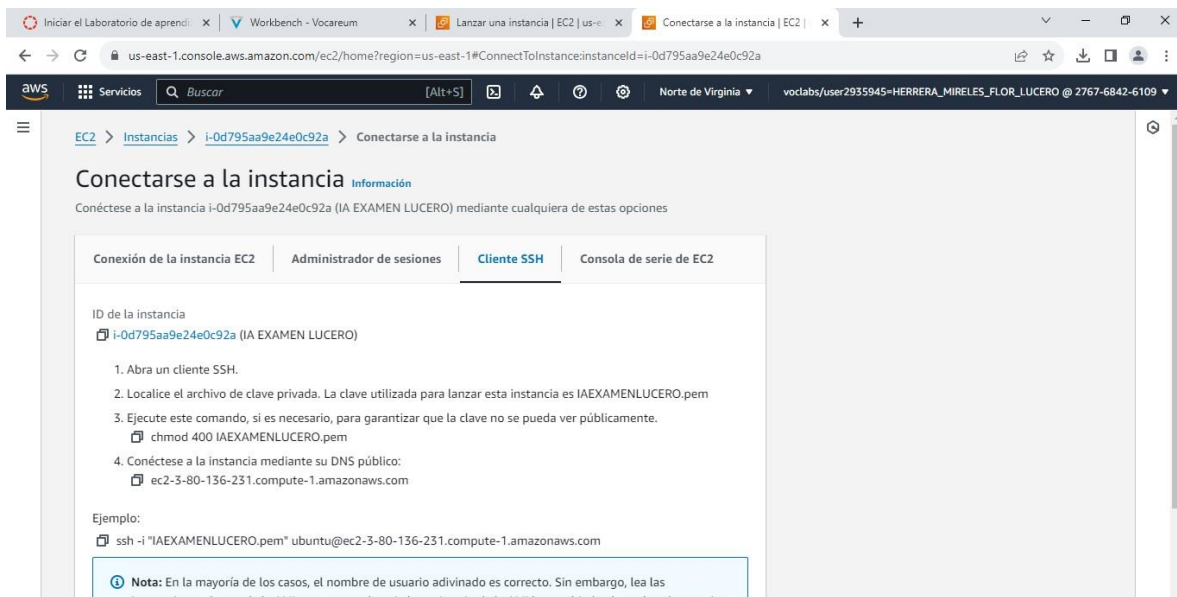 Iniciar el Laboratorio de aprendi
Workbench - Vocareum
Lanzar una instancia | EC2 | us-e
Conectarse a la instancia | EC2 |
us-east-1.console.aws.amazon.com/ec2/home?region=us-east-1#ConnectToInstance:instanceId=i-0d795aa9e24e0c92a
aws
Servicios
Buscar
[Alt+S]
Norte de Virginia
voclabs/user2935945=HERRERA_MIRELES_FLOR_LUCERO @ 2767-6842-6109
EC2 > Instancias > i-0d795aa9e24e0c92a > Conectarse a la instancia
Conectarse a la instancia Información
Conéctese a la instancia i-0d795aa9e24e0c92a (IA EXAMEN LUCERO) mediante cualquiera de estas opciones
Conexión de la instancia EC2
Administrador de sesiones
Cliente SSH
Consola de serie de EC2
ID de la instancia
i-0d795aa9e24e0c92a (IA EXAMEN LUCERO)
1. Abra un cliente SSH.
2. Localice el archivo de clave privada. La clave utilizada para lanzar esta instancia es IAEXAMENLUCERO.pem
3. Ejecute este comando, si es necesario, para garantizar que la clave no se pueda ver públicamente.
chmod 400 IAEXAMENLUCERO.pem
4. Conéctese a la instancia mediante su DNS público:
ec2-3-80-136-231.compute-1.amazonaws.com
Ejemplo:
ssh -i "IAEXAMENLUCERO.pem" ubuntu@ec2-3-80-136-231.compute-1.amazonaws.com
Nota: En la mayoría de los casos, el nombre de usuario adivinado es correcto. Sin embargo, lea las